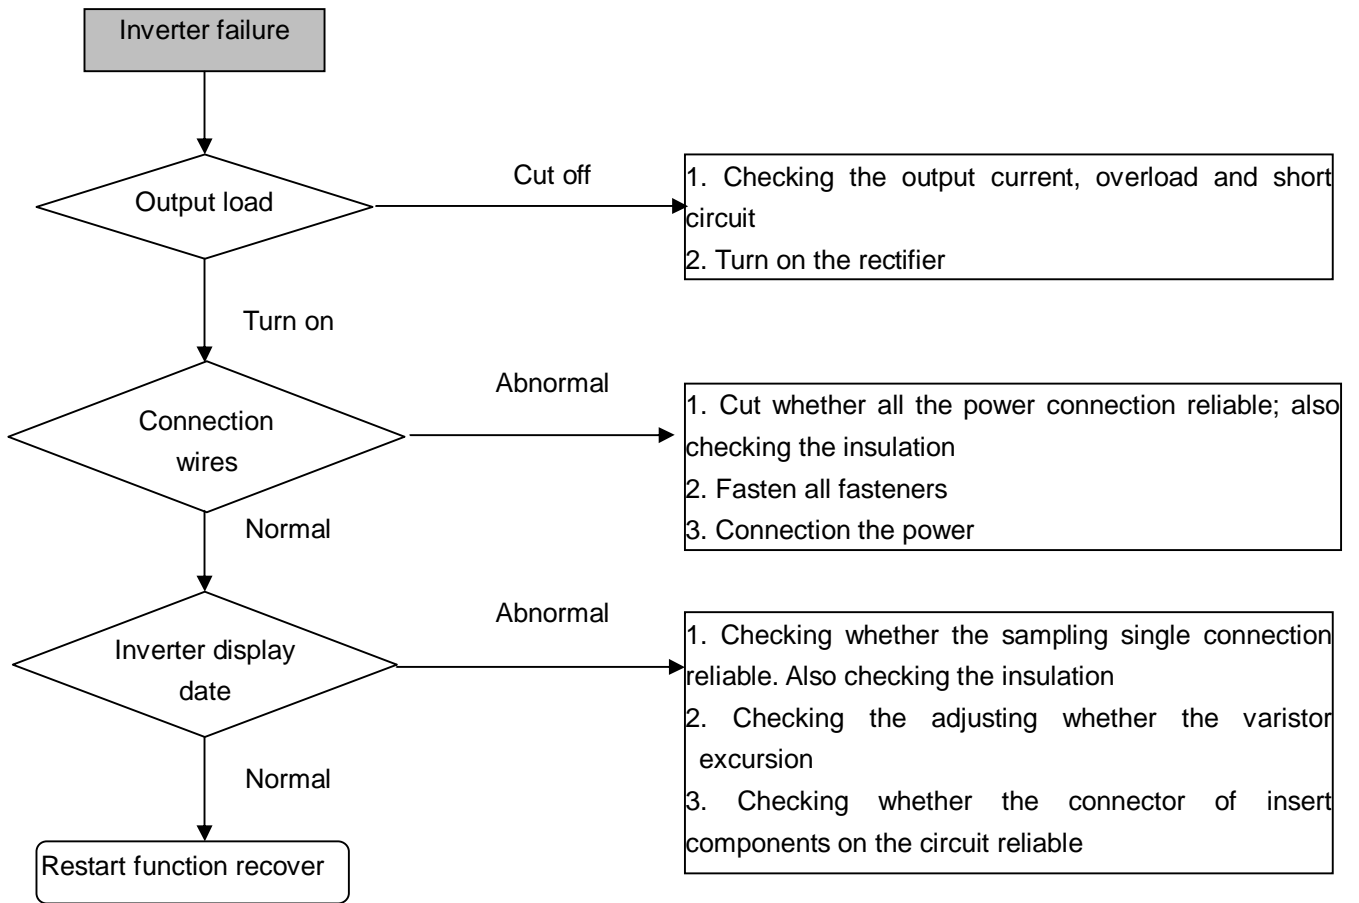 Inverter failure
Output load
Cut off
1. Checking the output current, overload and short
circuit
2. Turn on the rectifier
Turn on
Connection
wires
Abnormal
1. Cut whether all the power connection reliable; also
checking the insulation
2. Fasten all fasteners
3. Connection the power
Normal
Inverter display
date
Abnormal
1. Checking whether the sampling single connection
reliable. Also checking the insulation
2. Checking the adjusting whether the varistor
excursion
3. Checking whether the connector of insert
components on the circuit reliable
Normal
Restart function recover